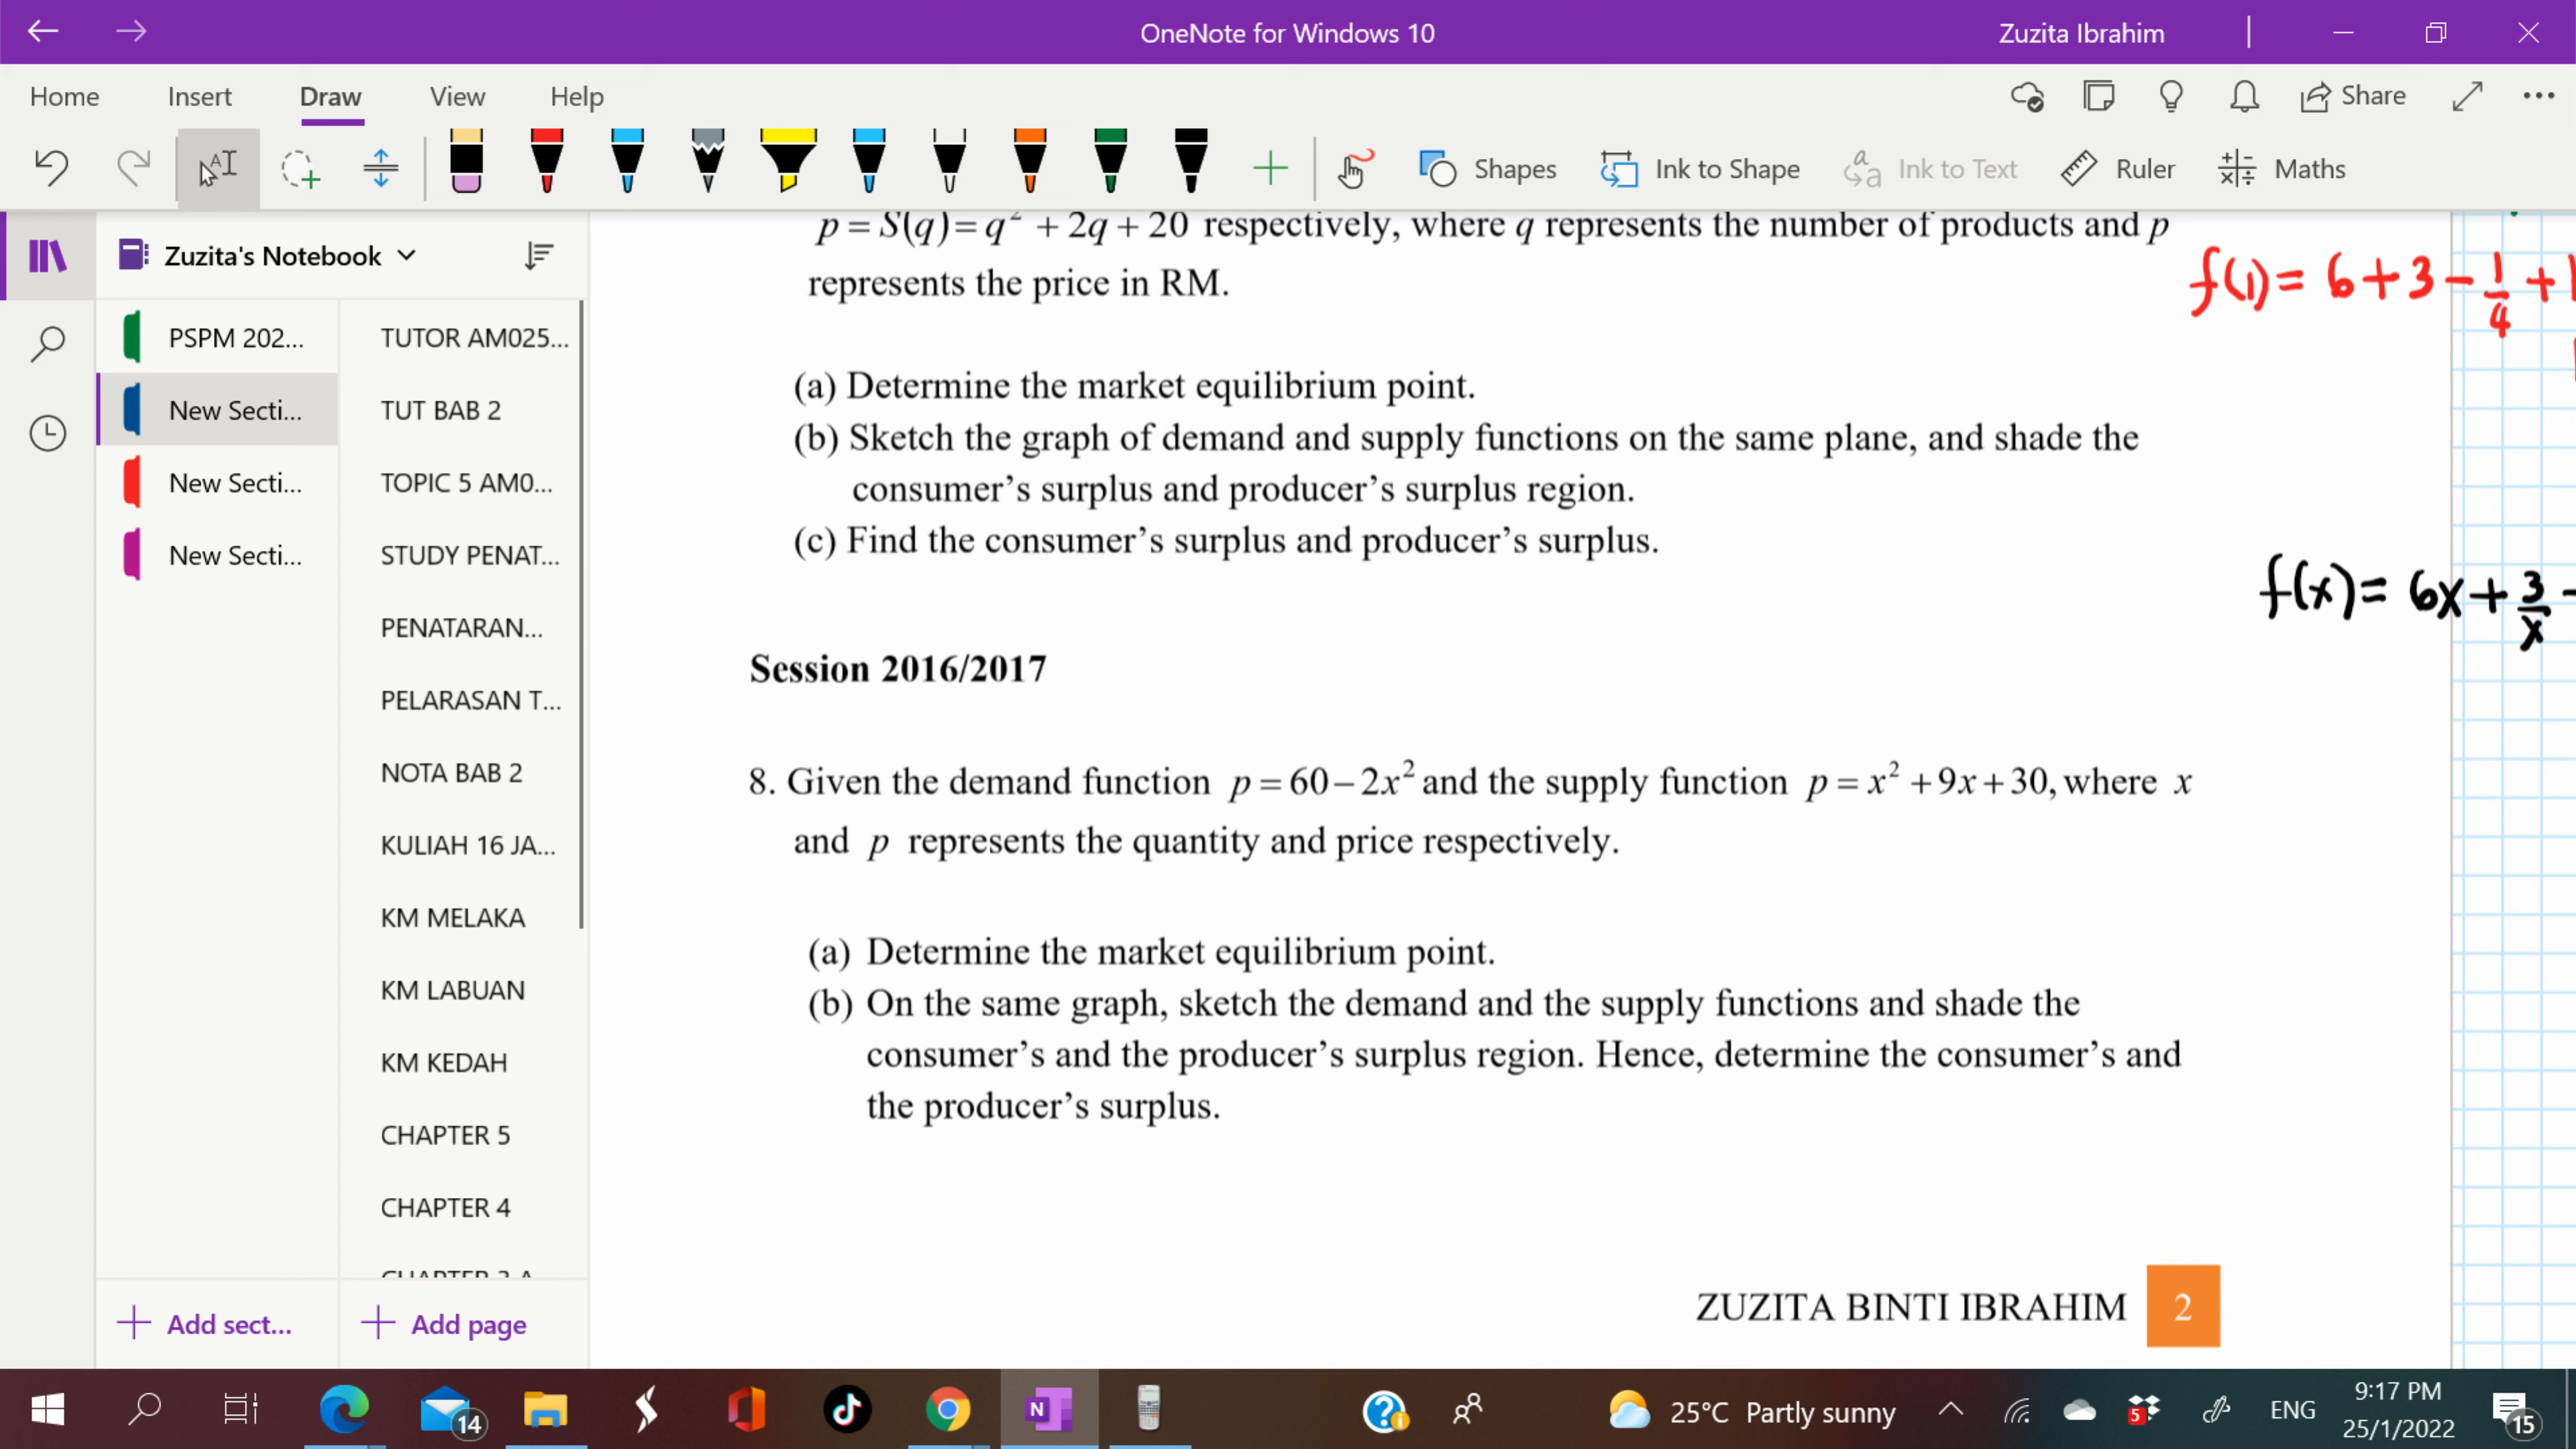 OneNote for Windows 10
Zuzita Ibrahim
Home Insert Draw View Help
Share
Shapes
Ink to Shape
Ink to Text
Ruler
Maths
Zuzita's Notebook
PSPM 202...
New Secti...
New Secti...
New Secti...
TUTOR AM025...
TUT BAB 2
TOPIC 5 AM0...
STUDY PENAT...
PENATARAN...
PELARASAN T...
NOTA BAB 2
KULIAH 16 JA...
KM MELAKA
KM LABUAN
KM KEDAH
CHAPTER 5
CHAPTER 4
Add sect...
Add page
p = S(q) = q² + 2q + 20 respectively, where q represents the number of products and p
represents the price in RM.
(a) Determine the market equilibrium point.
(b) Sketch the graph of demand and supply functions on the same plane, and shade the
consumer’s surplus and producer’s surplus region.
(c) Find the consumer’s surplus and producer’s surplus.
Session 2016/2017
8. Given the demand function p = 60 – 2x² and the supply function p = x² + 9x + 30, where x
and p represents the quantity and price respectively.
(a) Determine the market equilibrium point.
(b) On the same graph, sketch the demand and the supply functions and shade the
consumer’s and the producer’s surplus region. Hence, determine the consumer’s and
the producer’s surplus.
ZUZITA BINTI IBRAHIM 2
f(1) = 6 + 3 - 1/4 +
f(x) = 6x + 3/x -
14
N
5
25°C Partly sunny
ENG
9:17 PM
25/1/2022
15